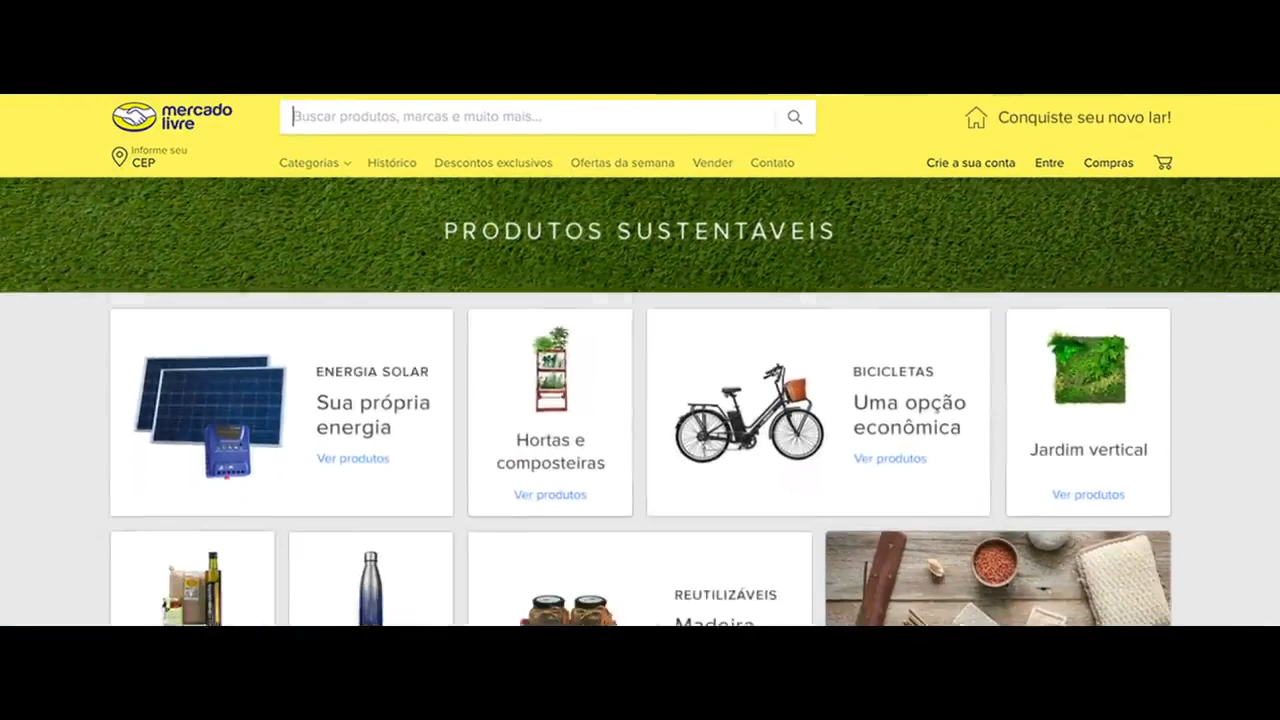 mercado
livre
Buscar produtos, marcas e muito mais...
Conquiste seu novo lar!
Informe seu
CEP
Categorias
Histórico
Descontos exclusivos
Ofertas da semana
Vender
Contato
Crie a sua conta
Entre
Compras
PRODUTOS SUSTENTÁVEIS
ENERGIA SOLAR
Sua própria
energia
Ver produtos
Hortas e
composteiras
Ver produtos
BICICLETAS
Uma opção
econômica
Ver produtos
Jardim vertical
Ver produtos
REUTILIZÁVEIS
Madeira